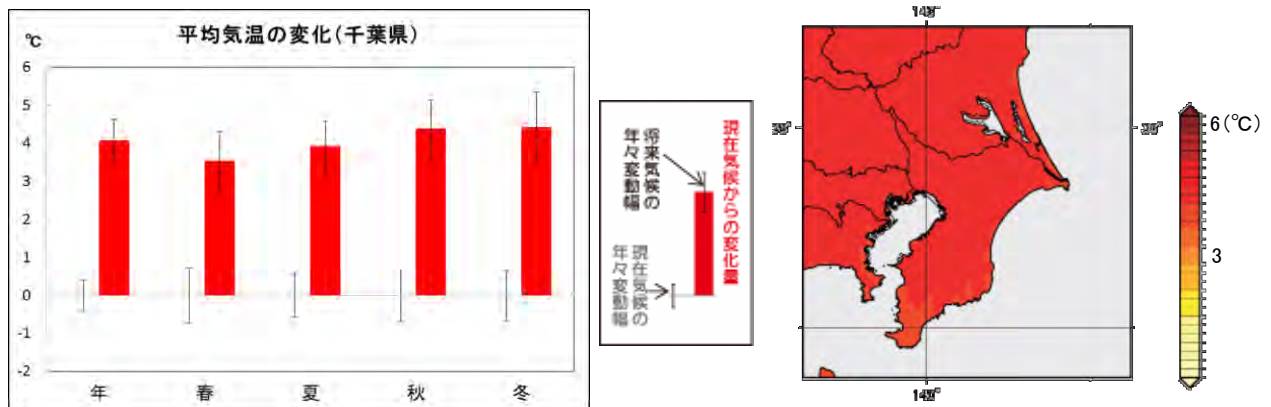 平均気温の変化(千葉県)
℃
6
5
4
3
2
1
0
-1
-2
年
春
夏
秋
冬
現在気候からの変化量
将来気候の
年々変動幅
現在気候の
年々変動幅
6(℃)
3